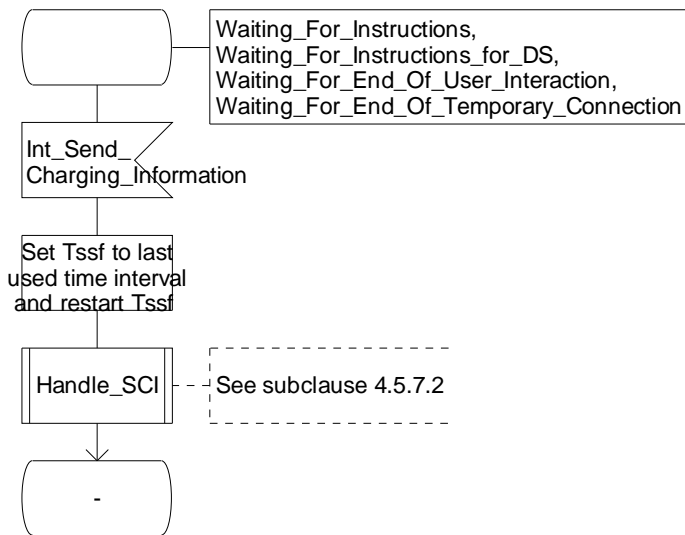 Waiting_For_Instructions,
Waiting_For_Instructions_for_DS,
Waiting_For_End_Of_User_Interaction,
Waiting_For_End_Of_Temporary_Connection
Int_Send_
Charging_Information
Set Tssf to last
used time interval
and restart Tssf
Handle_SCI
See subclause 4.5.7.2
-